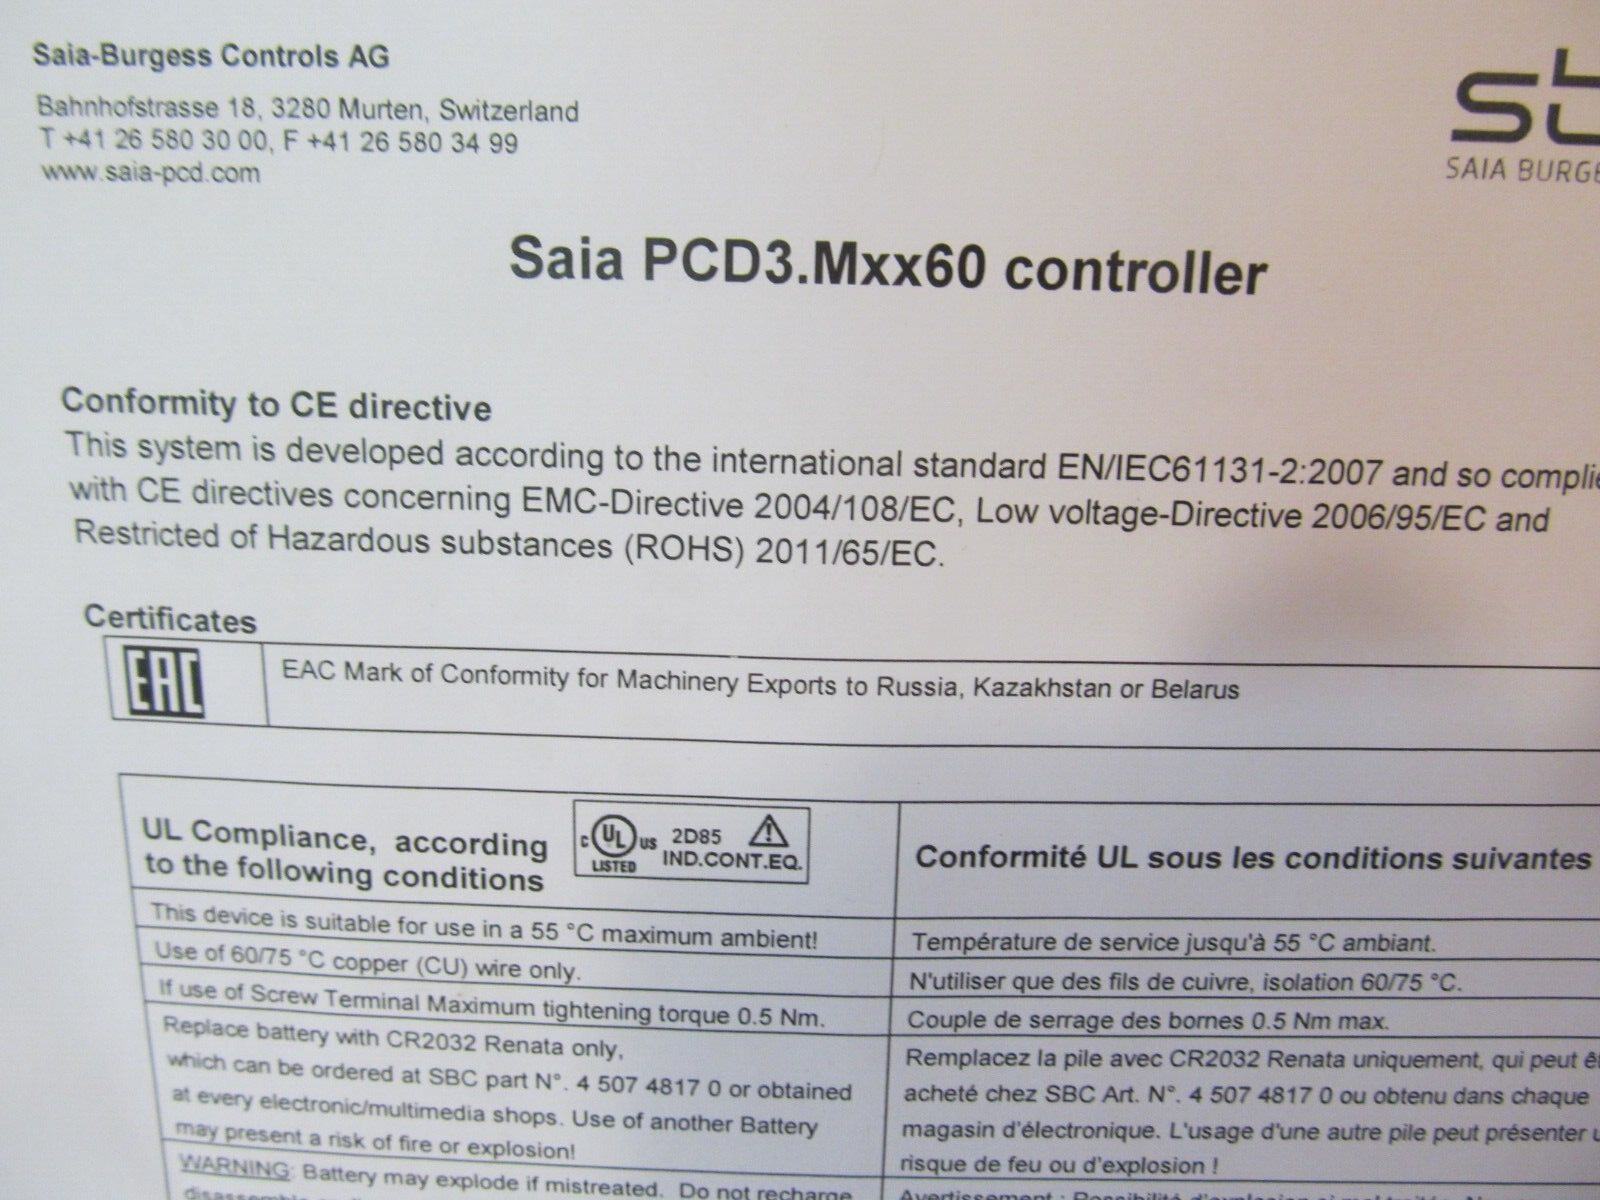 Saia-Burgess Controls AG
Bahnhofstrasse 18, 3280 Murten, Switzerland
T +41 26 580 30 00, F +41 26 580 34 99
www.saia-pcd.com
SAIA
Saia PCD3.Mxx60 controller
Conformity to CE directive
This system is developed according to the international standard EN/IEC61131-2:2007 and so
with CE directives concerning EMC-Directive 2004/108/EC, Low voltage-Directive 2006/95/EC and
Restricted of Hazardous substances (ROHS) 2011/65/EC.
Certificates
EAC
EAC Mark of Conformity for Machinery Exports to Russia, Kazakhstan or Belarus
UL Compliance, according
to the following conditions
C UL US 2D85
LISTED IND.CONT.EQ.
Conformité UL sous les conditions suivantes
This device is suitable for use in a 55 °C maximum ambient!
Température de service jusqu'à 55 °C ambiant.
Use of 60/75 °C copper (CU) wire only.
N'utiliser que des fils de cuivre, isolation 60/75 °C.
If use of Screw Terminal Maximum tightening torque 0.5 Nm.
Couple de serrage des bornes 0.5 Nm max.
Replace battery with CR2032 Renata only,
which can be ordered at SBC part N°. 4 507 4817 0 or obtained
at every electronic/multimedia shops. Use of another Battery
may present a risk of fire or explosion!
Remplacez la pile avec CR2032 Renata uniquement, qui peut
acheté chez SBC Art. N°. 4 507 4817 0 ou obtenu dans chaque
magasin d'électronique. L'usage d'une autre pile peut présenter
risque de feu ou d'explosion !
WARNING: Battery may explode if mistreated. Do not recharge